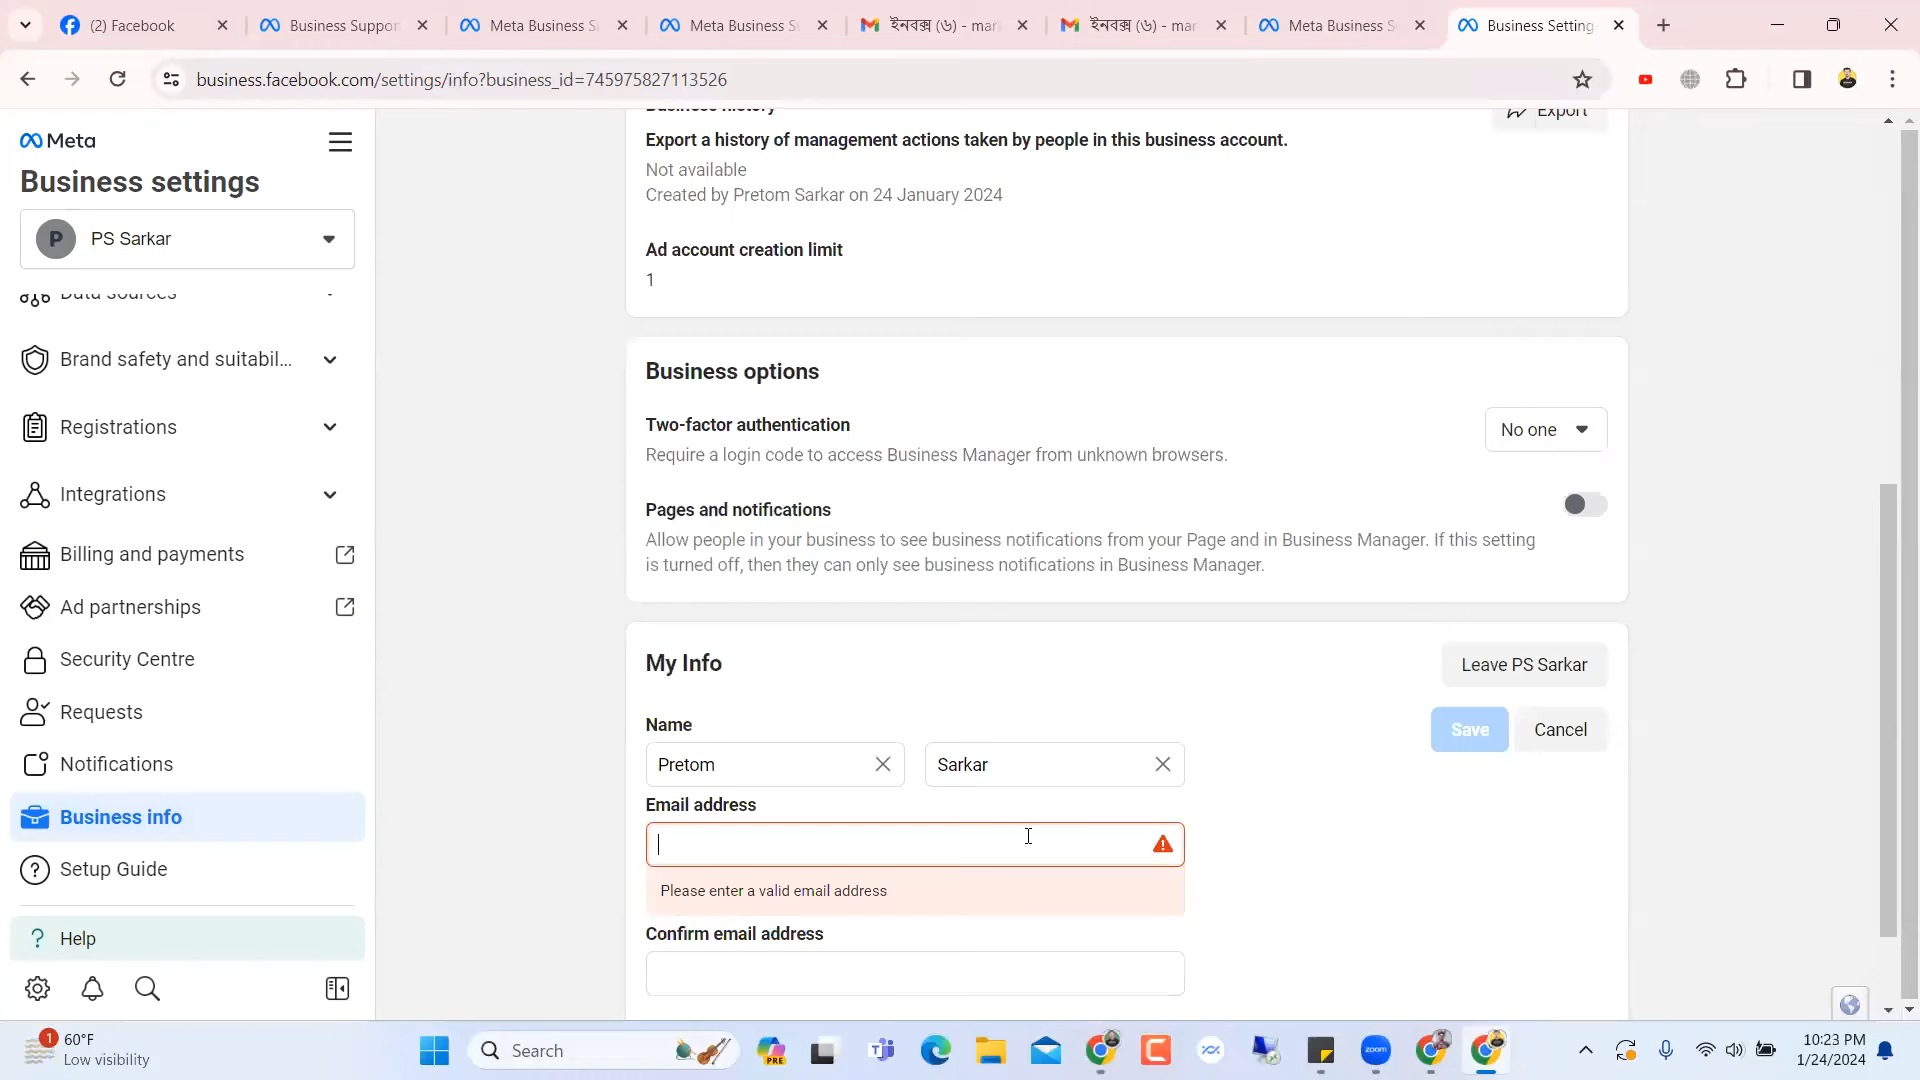 (2) Facebook
Business Suppor
Meta Business S
Meta Business Su
ইনবক্স (৬) - mar
ইনবক্স (৬) - mar
Meta Business S
Business Setting
business.facebook.com/settings/info?business_id=745975827113526
Meta
Business settings
P
PS Sarkar
Data sources
Brand safety and suitabil...
Registrations
Integrations
Billing and payments
Ad partnerships
Security Centre
Requests
Notifications
Business info
Setup Guide
? Help
Business history
Export
Export a history of management actions taken by people in this business account.
Not available
Created by Pretom Sarkar on 24 January 2024
Ad account creation limit
1
Business options
Two-factor authentication
No one
Require a login code to access Business Manager from unknown browsers.
Pages and notifications
Allow people in your business to see business notifications from your Page and in Business Manager. If this setting
is turned off, then they can only see business notifications in Business Manager.
My Info
Leave PS Sarkar
Name
Save
Cancel
Pretom
Sarkar
Email address
Please enter a valid email address
Confirm email address
1
60°F
Low visibility
Search
PRE
zoom
10:23 PM
1/24/2024